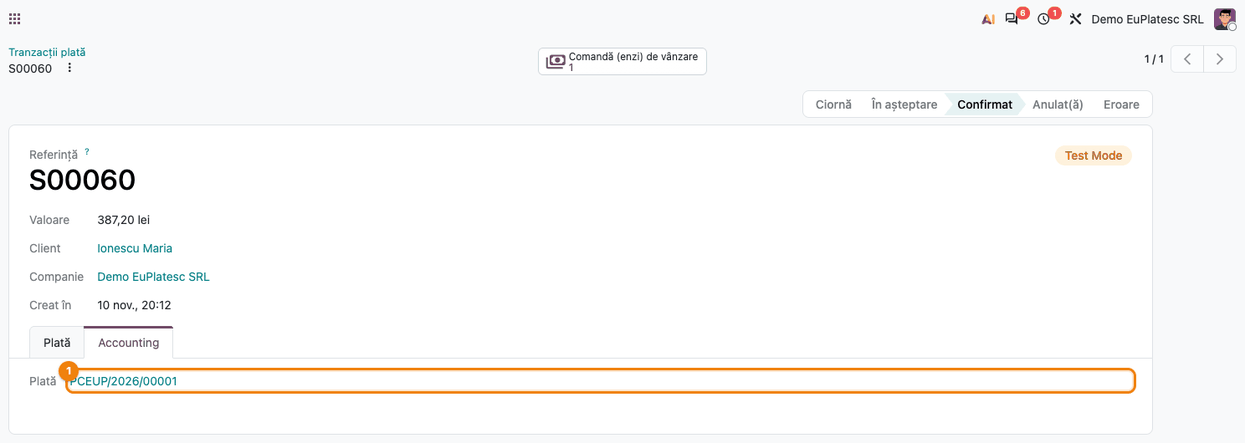 AI
6
1
Demo EuPlatesc SRL
Tranzacții plată
S00060
Comandă (enzi) de vânzare
1
1 / 1
Ciornă
În așteptare
Confirmat
Anulat(ă)
Eroare
Referință ?
Test Mode
S00060
Valoare 387,20 lei
Client Ionescu Maria
Companie Demo EuPlatesc SRL
Creat în 10 nov., 20:12
Plată
Accounting
1
Plată PCEUP/2026/00001